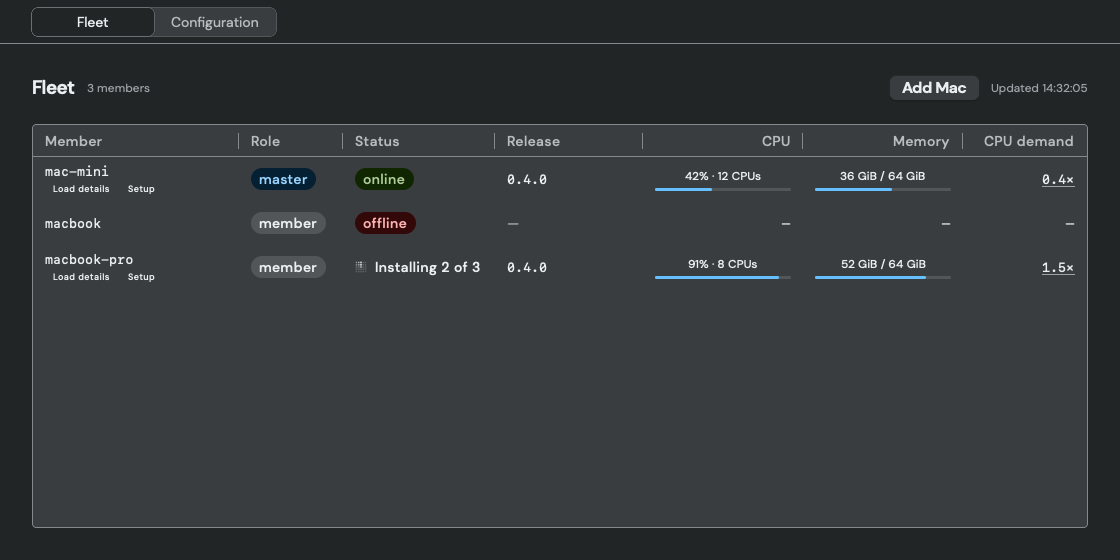 Fleet Configuration
Fleet 3 members Add Mac Updated 14:32:05
Member Role Status Release CPU Memory CPU demand
mac-mini
Load details Setup
master online 0.4.0 42% · 12 CPUs 36 GiB / 64 GiB 0.4×
macbook member offline — — — —
macbook-pro
Load details Setup
member Installing 2 of 3 0.4.0 91% · 8 CPUs 52 GiB / 64 GiB 1.5×